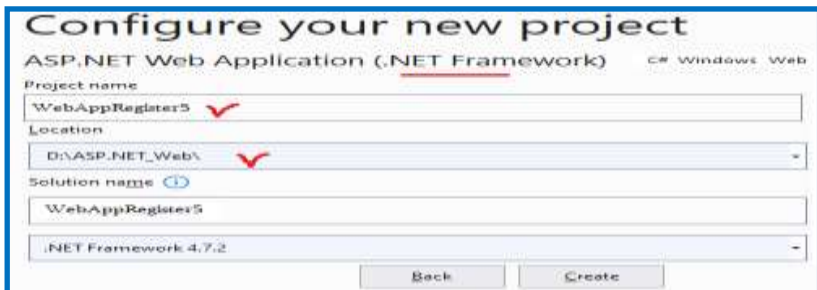 Configure your new project
ASP.NET Web Application (.NET Framework) C# Windows Web
Project name
WebAppRegister5
Location
D:\ASP.NET_Web\
Solution name
WebAppRegister5
.NET Framework 4.7.2
Back Create